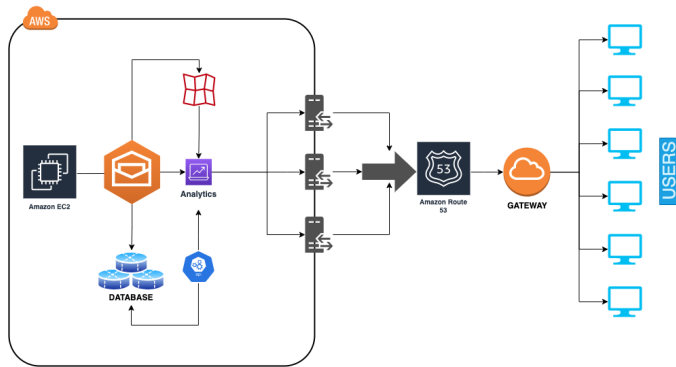 AWS
Amazon EC2
Analytics
DATABASE
53
Amazon Route
53
GATEWAY
USERS